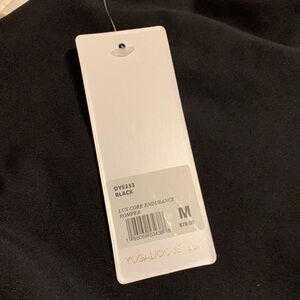 DY5333
BLACK
LUX CORE ENDURANCE
ROMPER
M
$78.00
YOGALICIOUS LUX